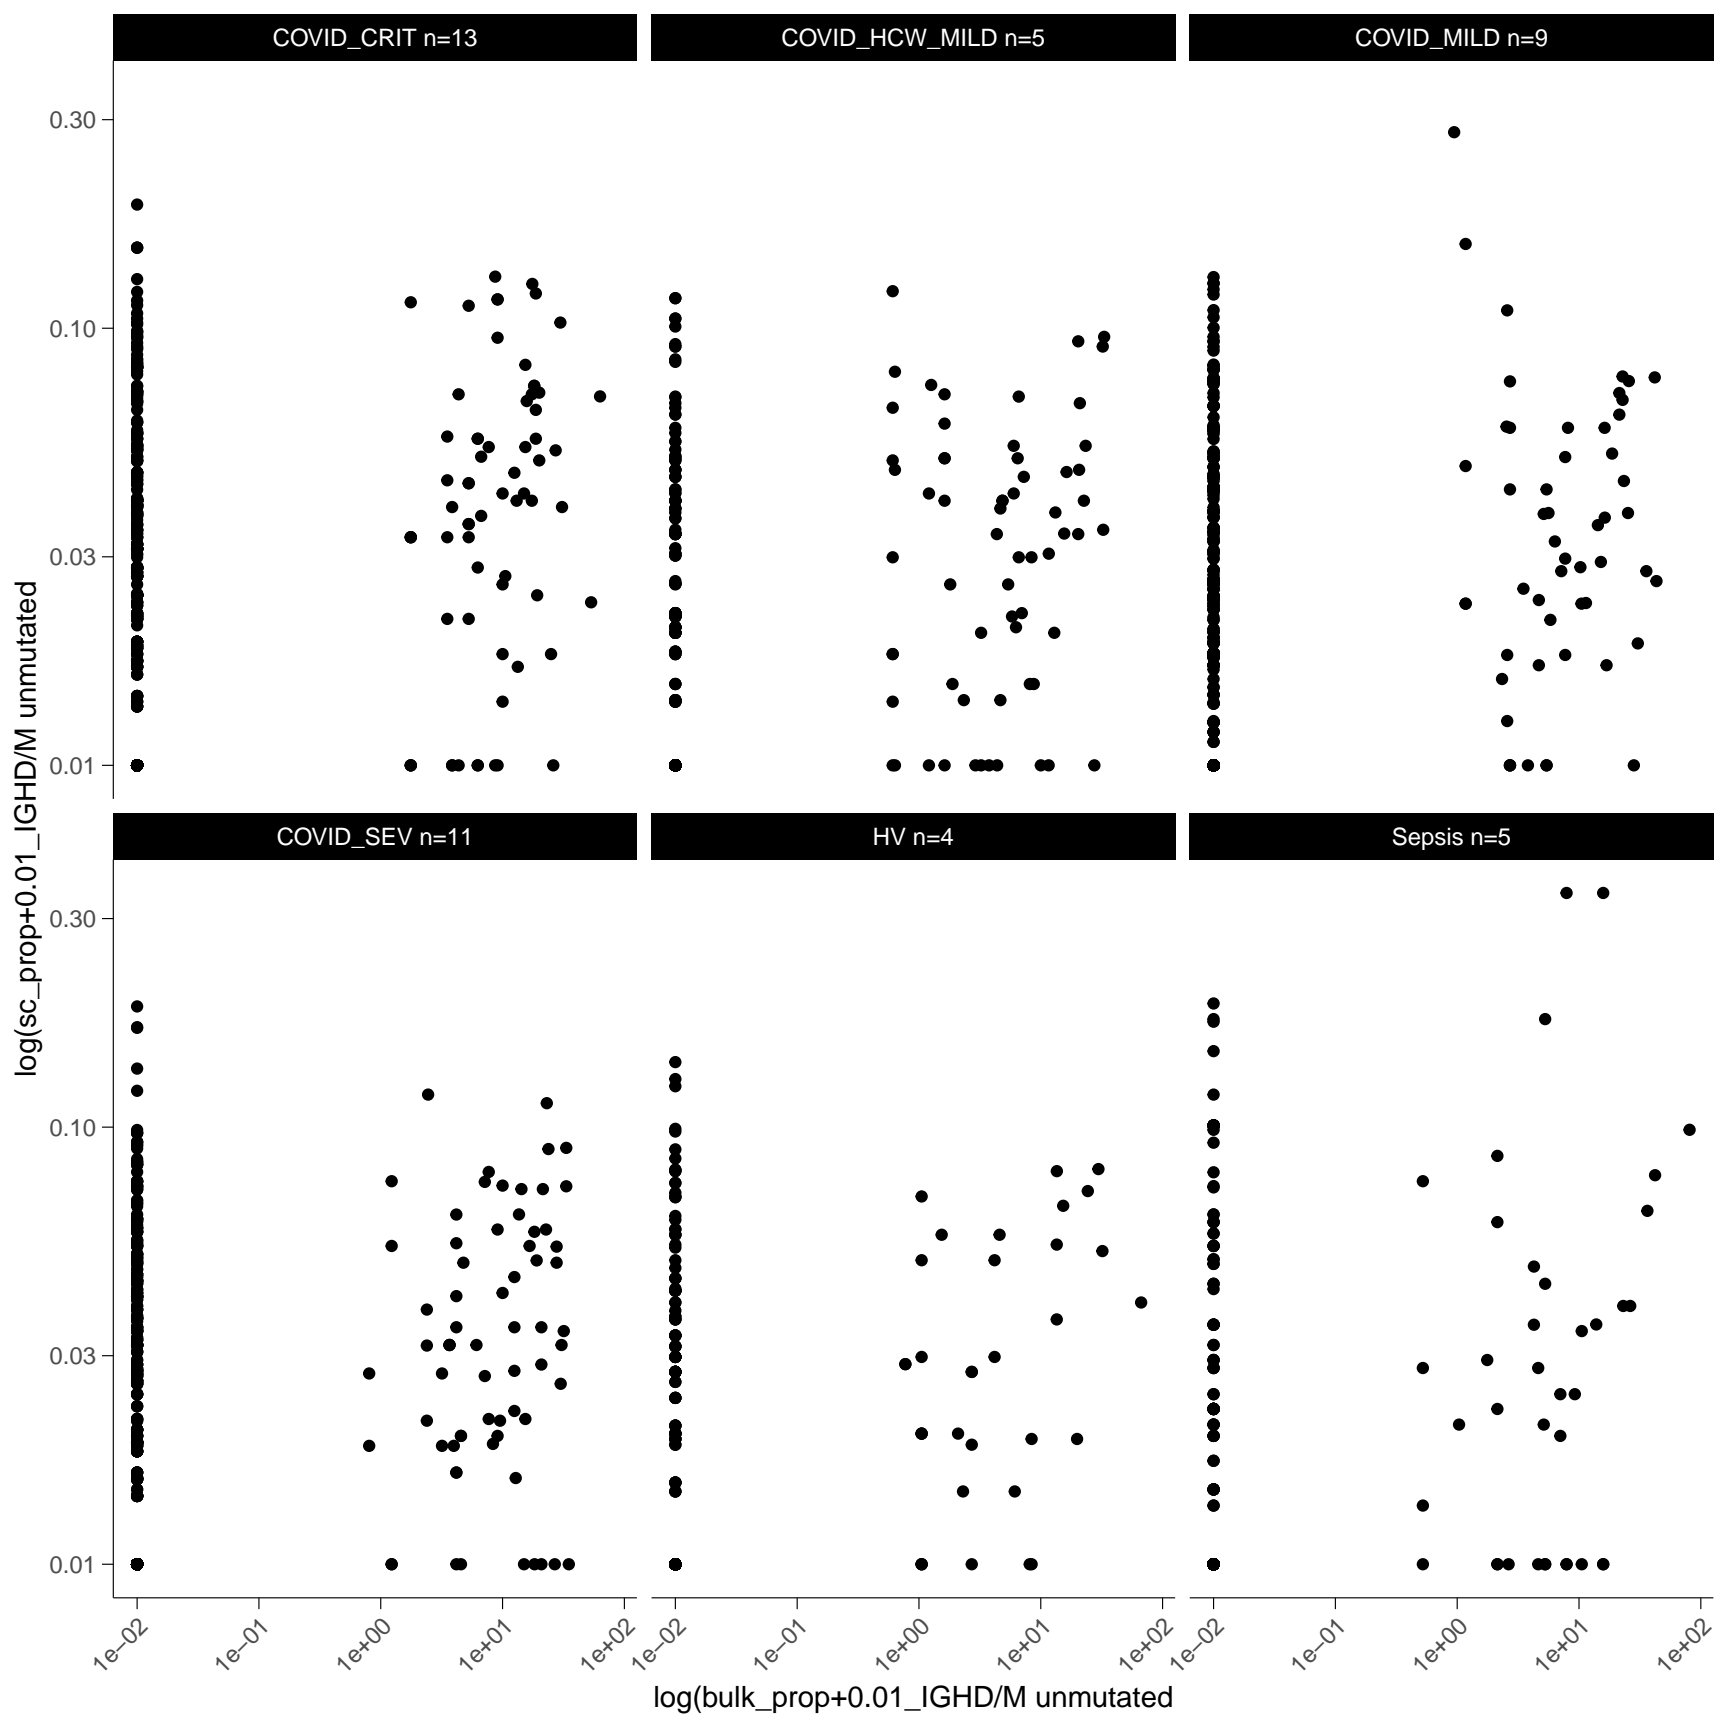 COVID_CRIT n=13
COVID_HCW_MILD n=5
COVID_MILD n=9
0.30
0.10
0.03
0.01
COVID_SEV n=11
HV n=4
Sepsis n=5
0.30
0.10
0.03
0.01
log(sc_prop+0.01_IGHD/M unmutated
1e−02
1e−01
1e+00
1e+01
1e+02
1e−02
1e−01
1e+00
1e+01
1e+02
1e−02
1e−01
1e+00
1e+01
1e+02
log(bulk_prop+0.01_IGHD/M unmutated